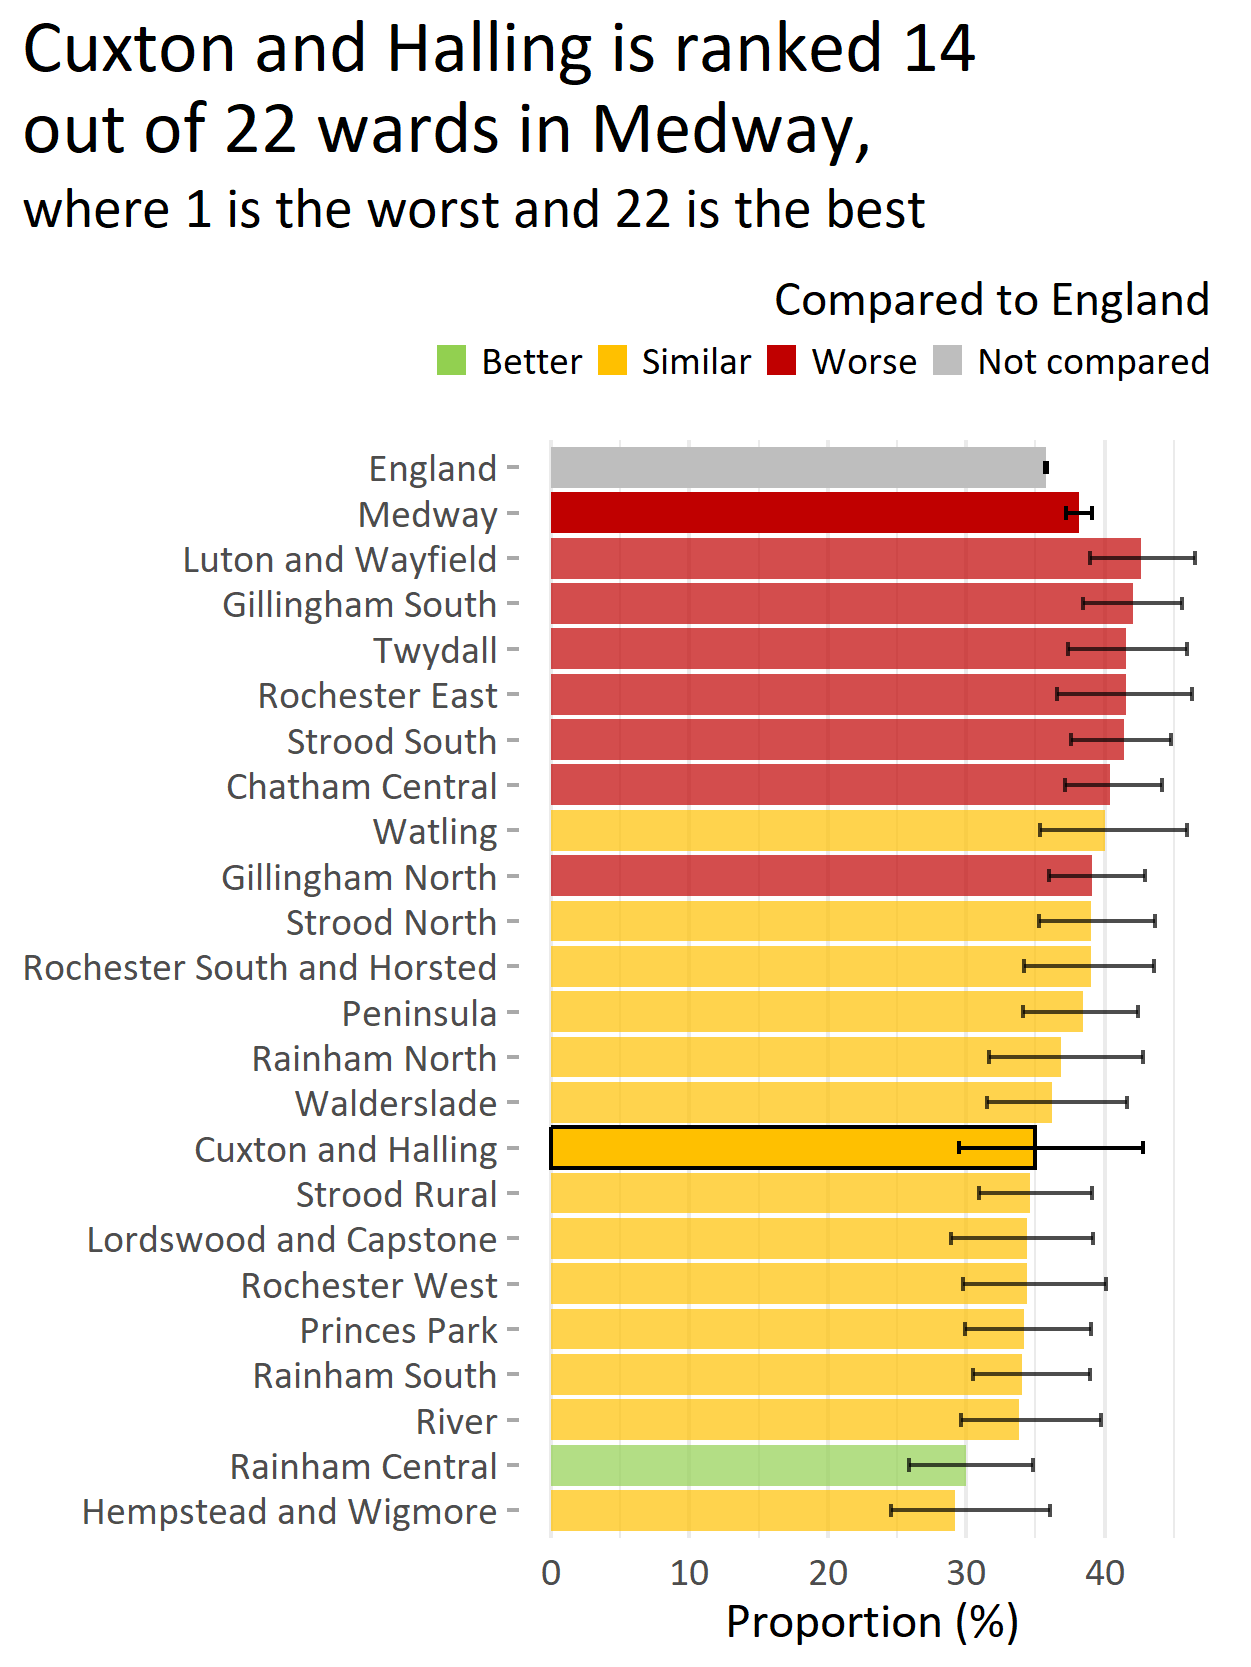 Cuxton and Halling is ranked 14
out of 22 wards in Medway,
where 1 is the worst and 22 is the best
Compared to England
Better Similar Worse Not compared
England
Medway
Luton and Wayfield
Gillingham South
Twydall
Rochester East
Strood South
Chatham Central
Watling
Gillingham North
Strood North
Rochester South and Horsted
Peninsula
Rainham North
Walderslade
Cuxton and Halling
Strood Rural
Lordswood and Capstone
Rochester West
Princes Park
Rainham South
River
Rainham Central
Hempstead and Wigmore
0 10 20 30 40
Proportion (%)